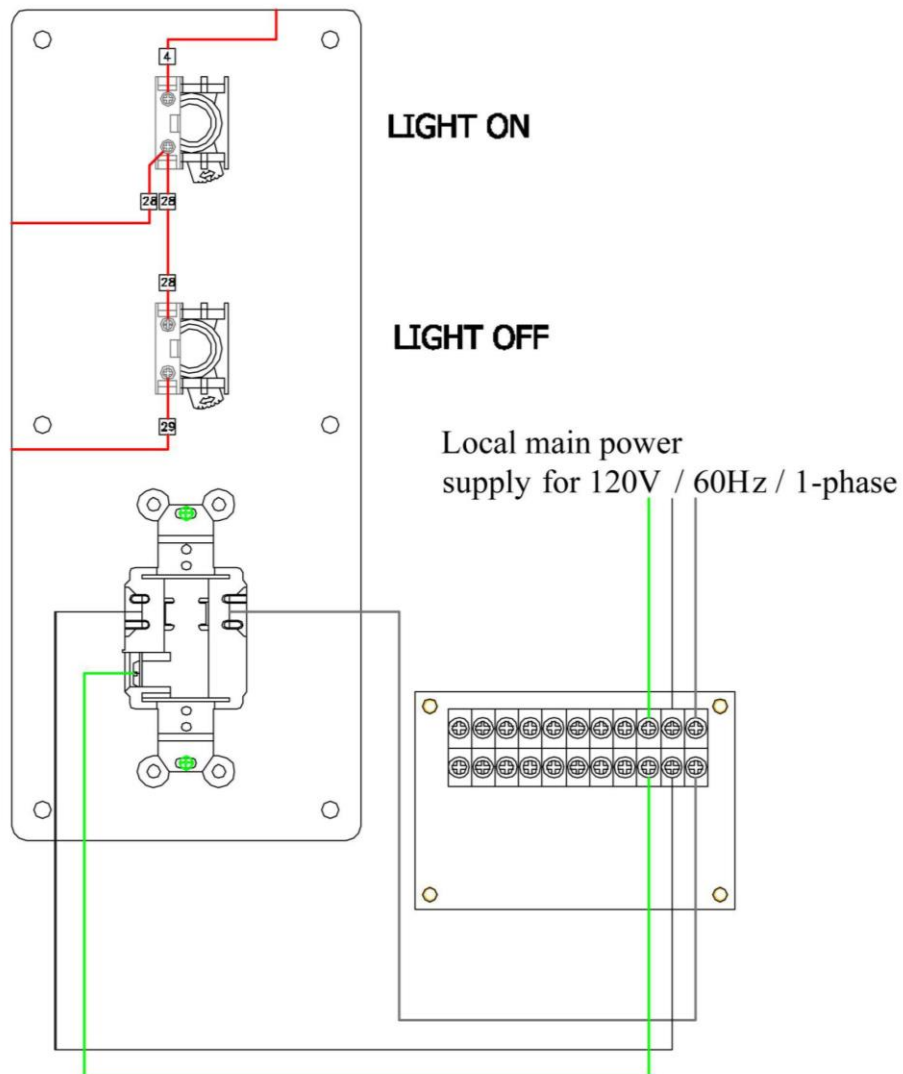 4
LIGHT ON
28 28
28
LIGHT OFF
29
Local main power
supply for 120V / 60Hz / 1-phase